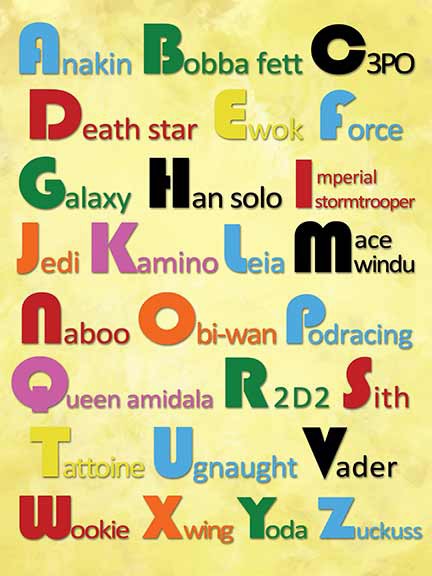 Anakin Bobba fett C3PO
Death star Ewok Force
Galaxy Han solo Imperial stormtrooper
Jedi Kamino Leia Mace windu
naboo Obi-wan Podracing
Queen amidala R2D2 Sith
Tattoine Ugnaught Vader
Wookie Xwing Yoda Zuckuss